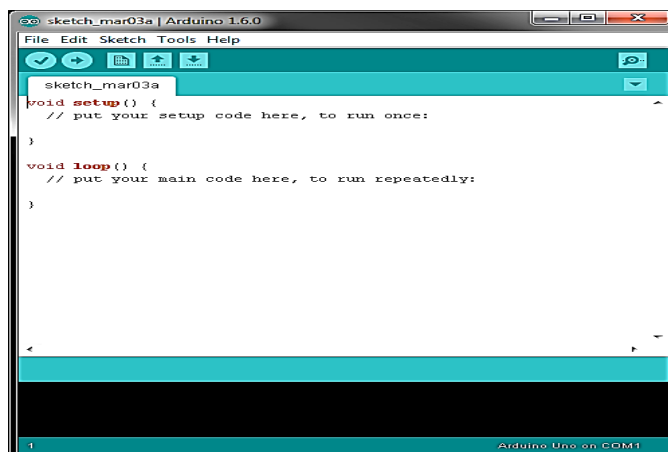 sketch_mar03a | Arduino 1.6.0
File Edit Sketch Tools Help
sketch_mar03a
void setup() {
  // put your setup code here, to run once:
}
void loop() {
  // put your main code here, to run repeatedly:
}
1
Arduino Uno on COM1